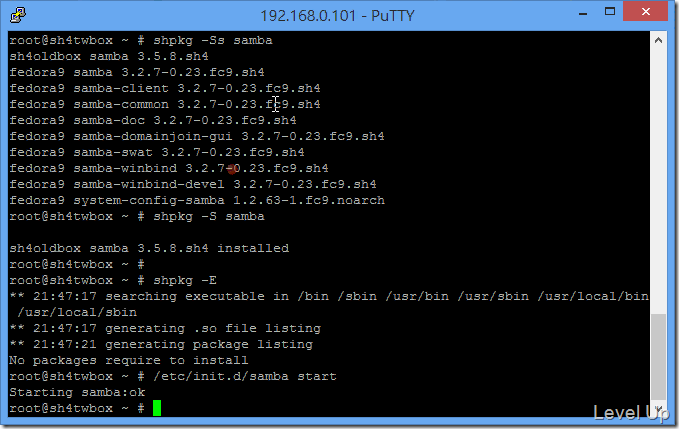 192.168.0.101 - PuTTY
root@sh4twbox ~ # shpkg -Ss samba
sh4oldbox samba 3.5.8.sh4
fedora9 samba 3.2.7-0.23.fc9.sh4
fedora9 samba-client 3.2.7-0.23.fc9.sh4
fedora9 samba-common 3.2.7-0.23.fc9.sh4
fedora9 samba-doc 3.2.7-0.23.fc9.sh4
fedora9 samba-domainjoin-gui 3.2.7-0.23.fc9.sh4
fedora9 samba-swat 3.2.7-0.23.fc9.sh4
fedora9 samba-winbind 3.2.7-0.23.fc9.sh4
fedora9 samba-winbind-devel 3.2.7-0.23.fc9.sh4
fedora9 system-config-samba 1.2.63-1.fc9.noarch
root@sh4twbox ~ # shpkg -S samba
sh4oldbox samba 3.5.8.sh4 installed
root@sh4twbox ~ #
root@sh4twbox ~ # shpkg -E
** 21:47:17 searching executable in /bin /sbin /usr/bin /usr/sbin /usr/local/bin
/usr/local/sbin
** 21:47:17 generating .so file listing
** 21:47:21 generating package listing
No packages require to install
root@sh4twbox ~ # /etc/init.d/samba start
Starting samba:ok
root@sh4twbox ~ #
Level Up